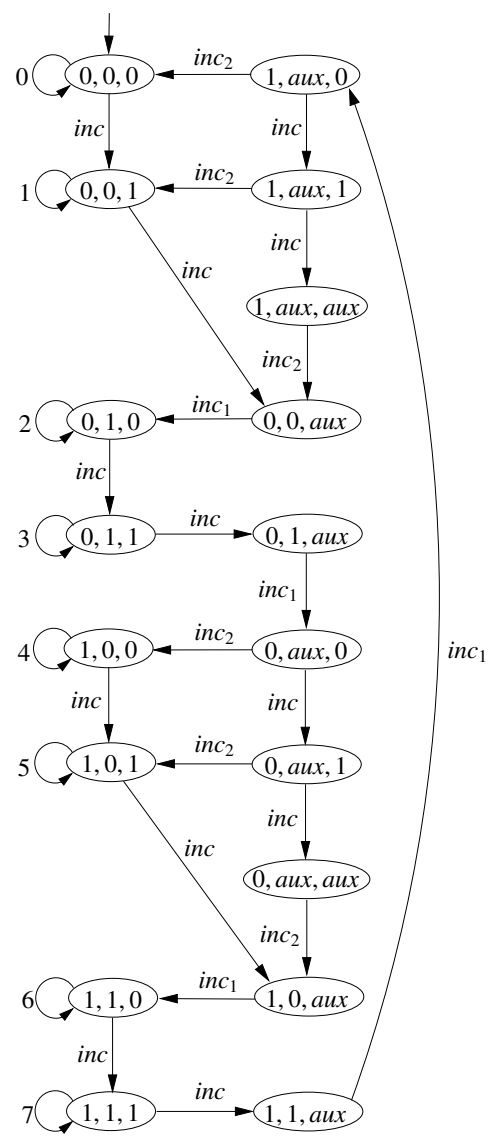 inc₂
0 0, 0, 0 1, aux, 0
inc inc
inc₂
1 0, 0, 1 1, aux, 1
inc
inc
1, aux, aux
inc₂
inc₁
2 0, 1, 0 0, 0, aux
inc
inc
3 0, 1, 1 0, 1, aux
inc₁
inc₂
4 1, 0, 0 0, aux, 0
inc₁
inc inc
inc₂
5 1, 0, 1 0, aux, 1
inc
inc
0, aux, aux
inc₂
inc₁
6 1, 1, 0 1, 0, aux
inc
inc
7 1, 1, 1 1, 1, aux